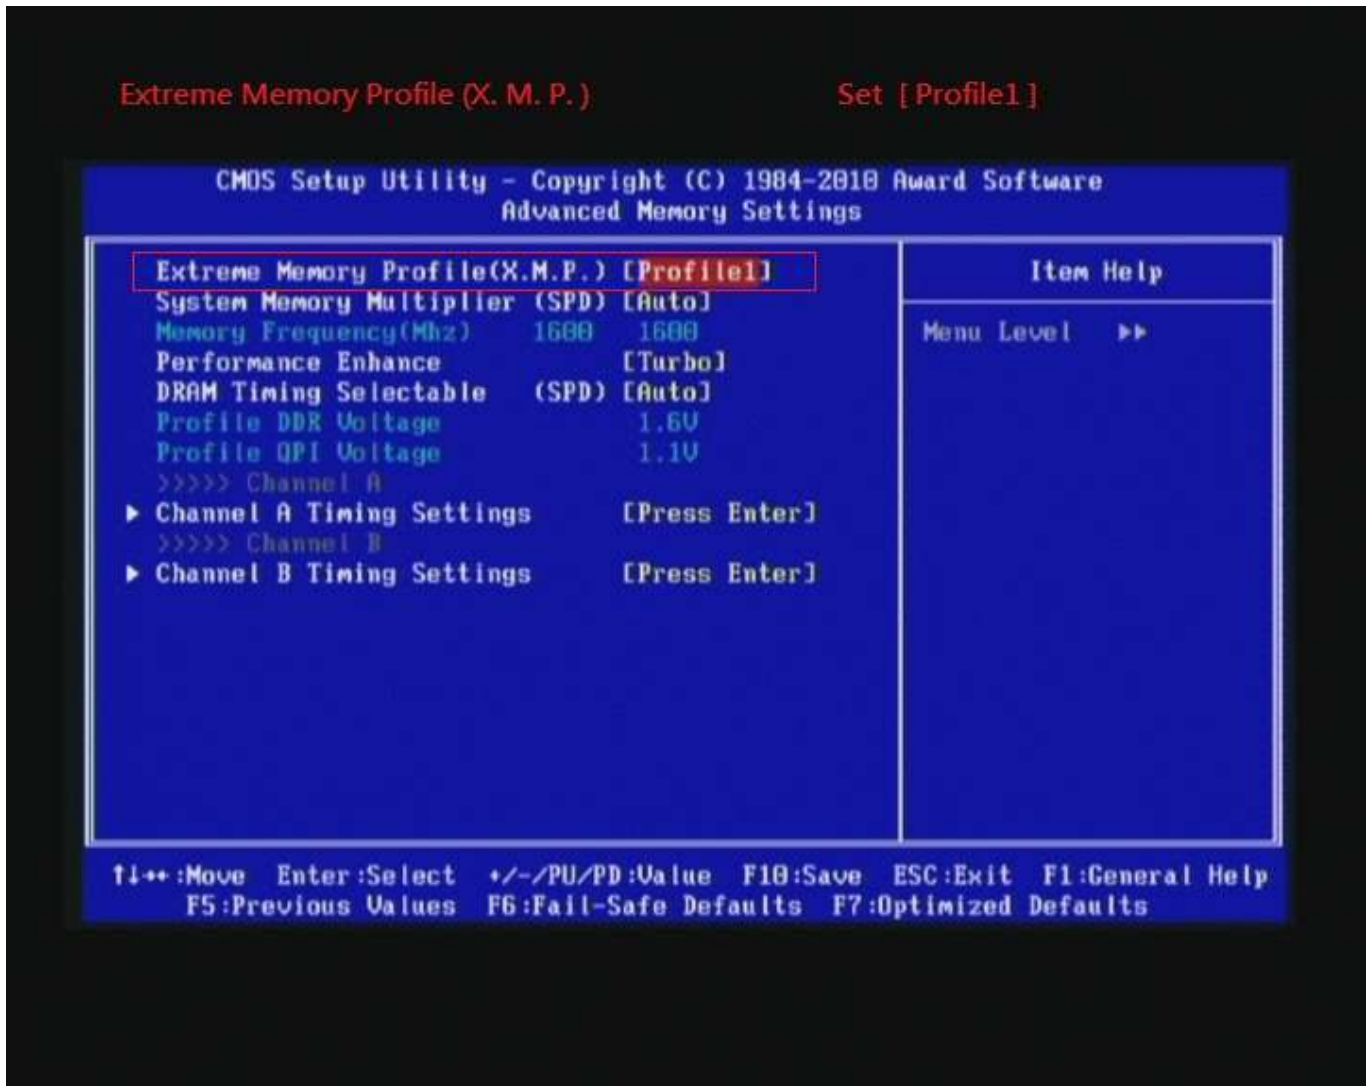 Extreme Memory Profile (X. M. P. ) Set [ Profile1 ]
CMOS Setup Utility - Copyright (C) 1984-2010 Award Software
Advanced Memory Settings
Extreme Memory Profile(X.M.P.) [Profile1]
Item Help
System Memory Multiplier (SPD) [Auto]
Memory Frequency(Mhz) 1600 1600
Menu Level ▶▶
Performance Enhance [Turbo]
DRAM Timing Selectable (SPD) [Auto]
Profile DDR Voltage 1.6V
Profile QPI Voltage 1.1V
>>>>> Channel A
▶ Channel A Timing Settings [Press Enter]
>>>>> Channel B
▶ Channel B Timing Settings [Press Enter]
↑↓→←:Move Enter:Select +/-/PU/PD:Value F10:Save ESC:Exit F1:General Help
F5:Previous Values F6:Fail-Safe Defaults F7:Optimized Defaults